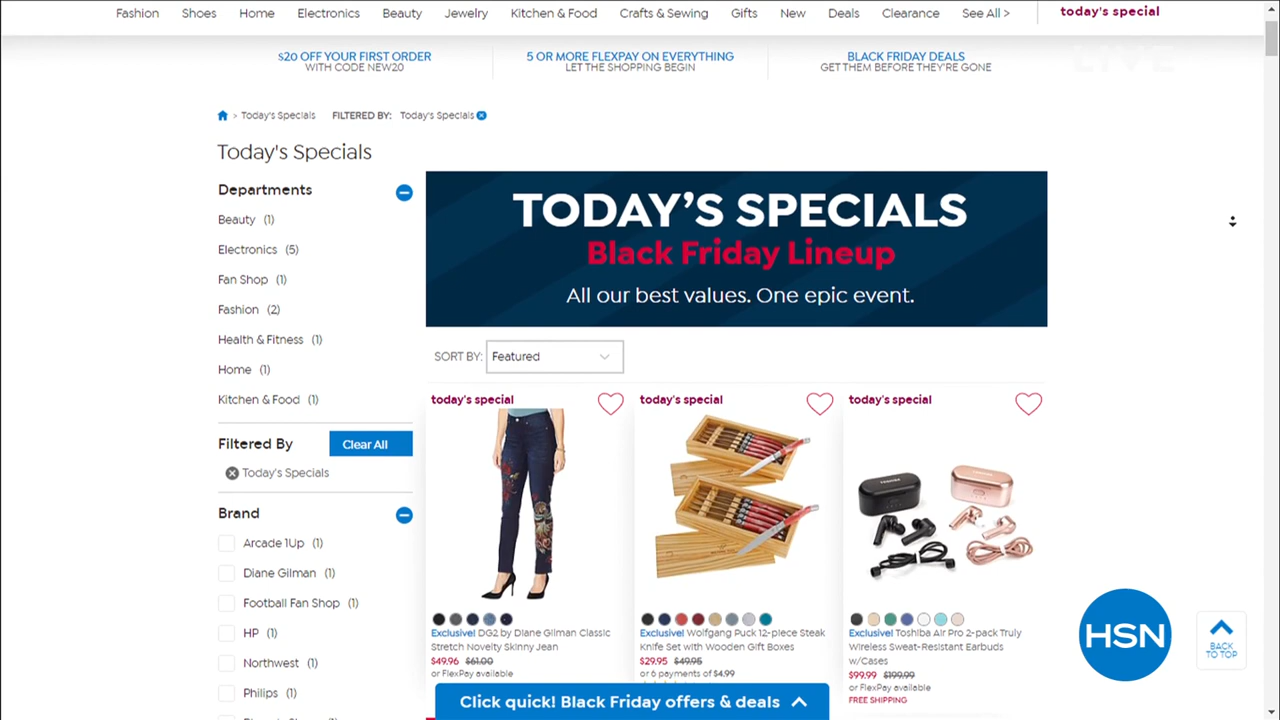 Fashion Shoes Home Electronics Beauty Jewelry Kitchen & Food Crafts & Sewing Gifts New Deals Clearance See All > today's special
$20 OFF YOUR FIRST ORDER 5 OR MORE FLEXPAY ON EVERYTHING BLACK FRIDAY DEALS
WITH CODE NEW20 LET THE SHOPPING BEGIN GET THEM BEFORE THEY'RE GONE
LIVE
> Today's Specials FILTERED BY: Today's Specials
Today's Specials
Departments
Beauty (1)
Electronics (5)
Fan Shop (1)
Fashion (2)
Health & Fitness (1)
Home (1)
Kitchen & Food (1)
Filtered By Clear All
Today's Specials
Brand
Arcade 1Up (1)
Diane Gilman (1)
Football Fan Shop (1)
HP (1)
Northwest (1)
Philips (1)
TODAY'S SPECIALS
Black Friday Lineup
All our best values. One epic event.
SORT BY: Featured
today's special
Exclusive! DG2 by Diane Gilman Classic
Stretch Novelty Skinny Jean
$49.96 $61.00
or FlexPay available
today's special
Exclusive! Wolfgang Puck 12-piece Steak
Knife Set with Wooden Gift Boxes
$29.95 $49.95
or 6 payments of $4.99
today's special
TOSHIBA
Exclusive! Toshiba Air Pro 2-pack Truly
Wireless Sweat-Resistant Earbuds
w/Cases
$99.99 $199.99
or FlexPay available
FREE SHIPPING
HSN
BACK
TO TOP
Click quick! Black Friday offers & deals